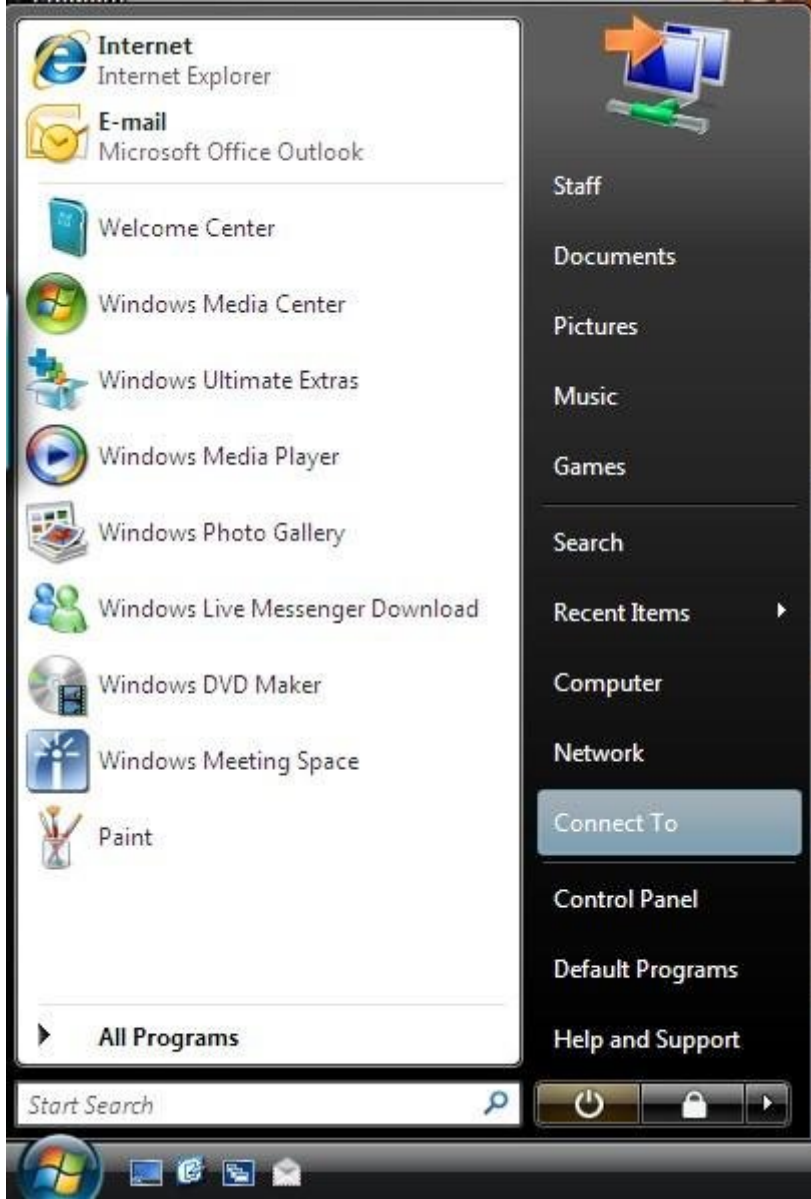 Internet
Internet Explorer
E-mail
Microsoft Office Outlook
Welcome Center
Windows Media Center
Windows Ultimate Extras
Windows Media Player
Windows Photo Gallery
Windows Live Messenger Download
Windows DVD Maker
Windows Meeting Space
Paint
All Programs
Start Search
Staff
Documents
Pictures
Music
Games
Search
Recent Items
Computer
Network
Connect To
Control Panel
Default Programs
Help and Support